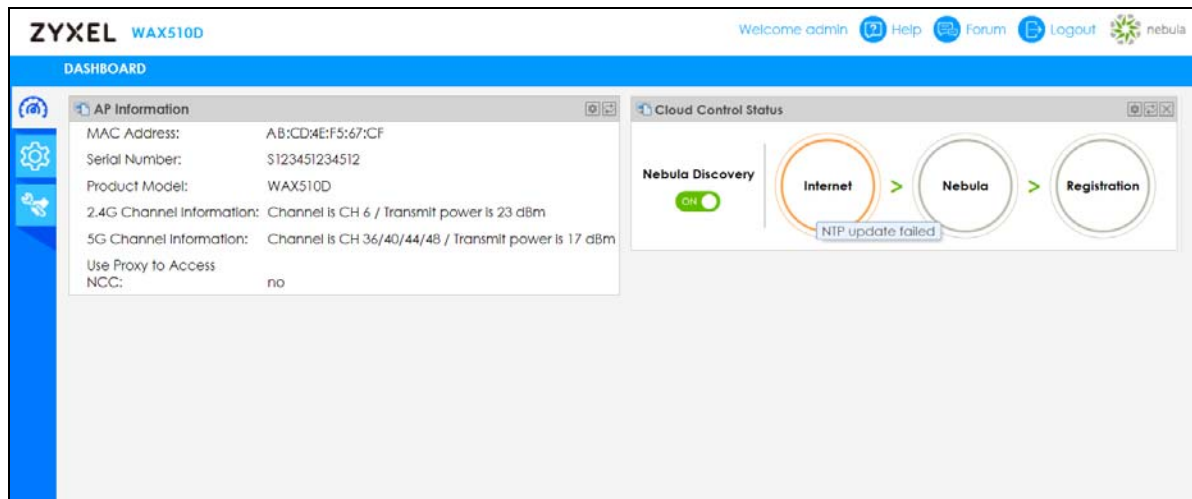 ZYXEL WAX510D
Welcome admin Help Forum Logout nebula
DASHBOARD
AP Information
MAC Address: AB:CD:4E:F5:67:CF
Serial Number: S123451234512
Product Model: WAX510D
2.4G Channel Information: Channel is CH 6 / Transmit power is 23 dBm
5G Channel Information: Channel is CH 36/40/44/48 / Transmit power is 17 dBm
Use Proxy to Access
NCC: no
Cloud Control Status
Nebula Discovery
ON
Internet > Nebula > Registration
NTP update failed